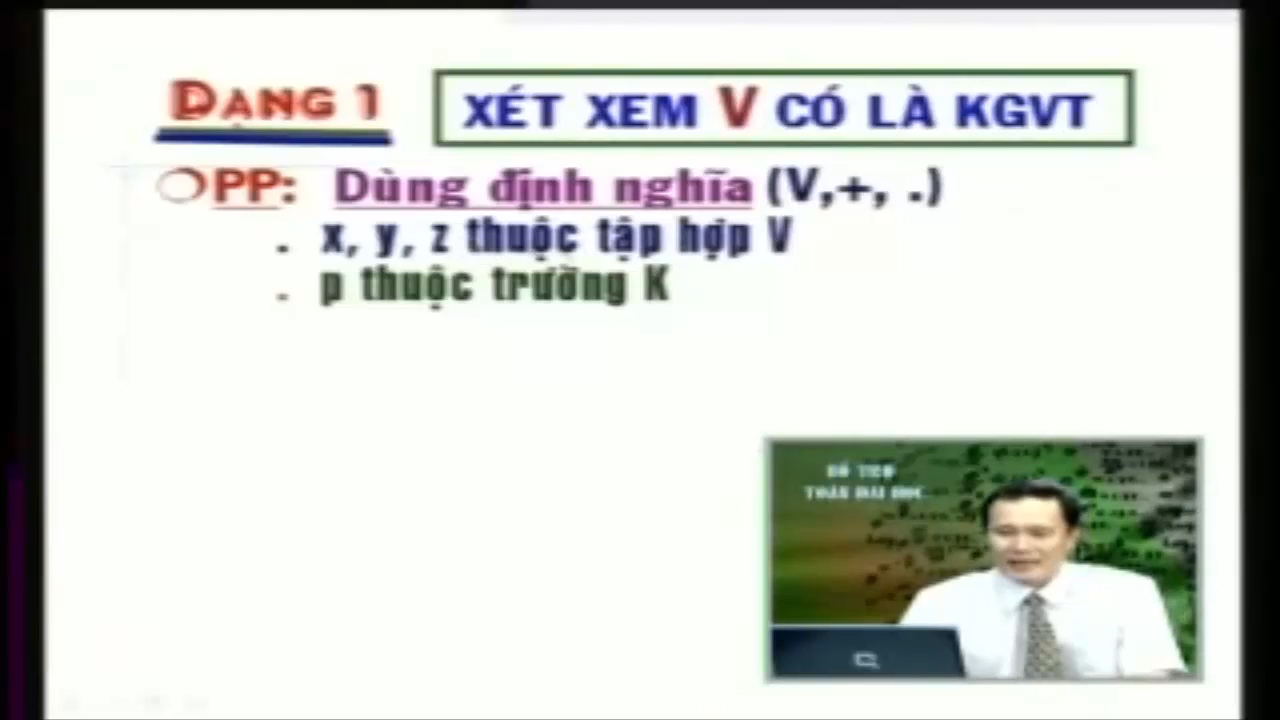 DẠNG 1
XÉT XEM V CÓ LÀ KGVT
PP: Dùng định nghĩa (V,+, .)
. x, y, z thuộc tập hợp V
. p thuộc trường K